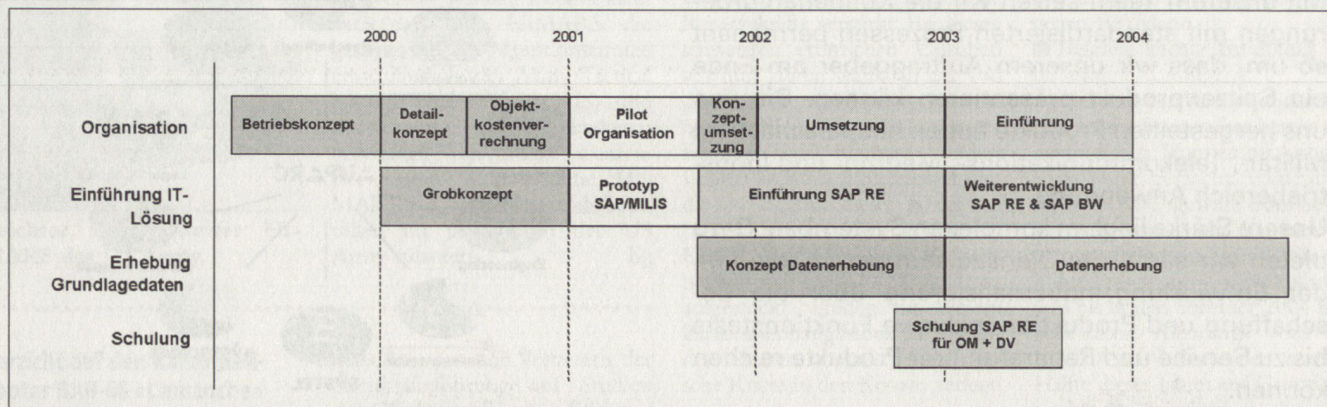 2000 2001 2002 2003 2004
Organisation
Betriebskonzept
Detail-
konzept
Objekt-
kostenver-
rechnung
Pilot
Organisation
Kon-
zept-
umset-
zung
Umsetzung
Einführung
Einführung IT-
Lösung
Grobkonzept
Prototyp
SAP/MILIS
Einführung SAP RE
Weiterentwicklung
SAP RE & SAP BW
Erhebung
Grundlagedaten
Konzept Datenerhebung
Datenerhebung
Schulung
Schulung SAP RE
für OM + DV